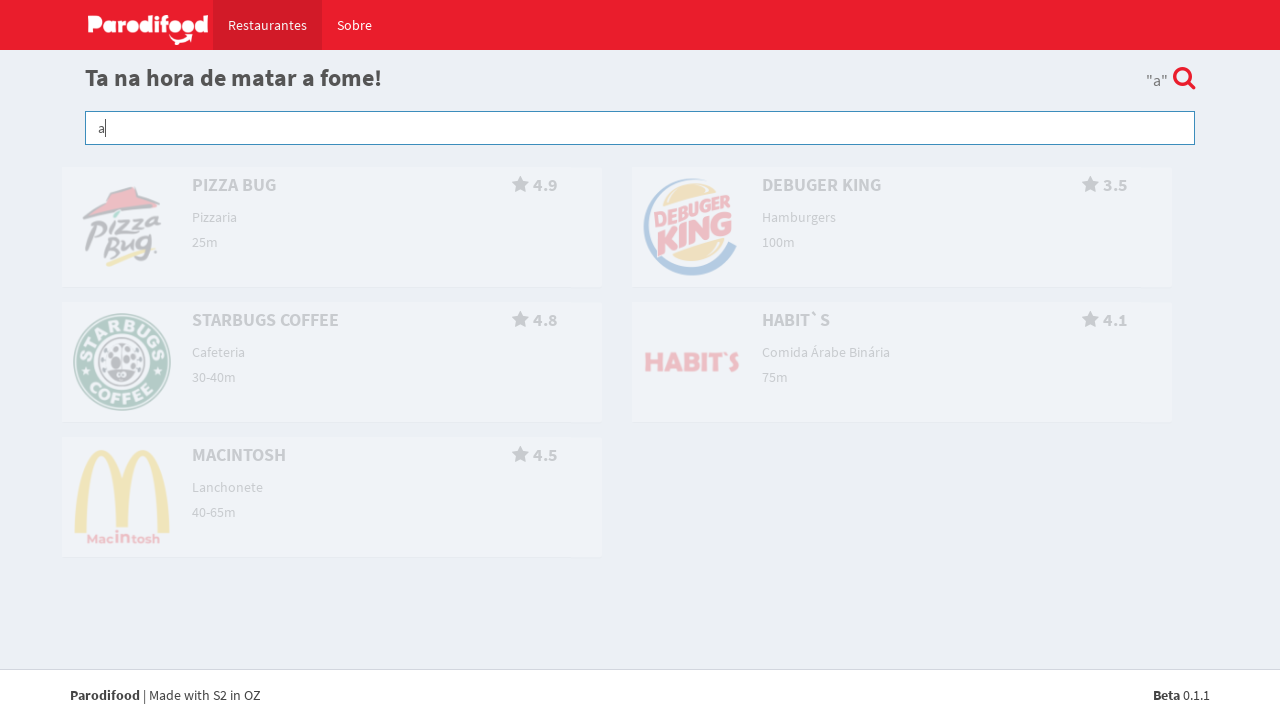 Parodifood Restaurantes Sobre
Ta na hora de matar a fome!
"a"
a
PIZZA BUG 4.9
Pizzaria
25m
Pizza
Bug
DEBUGER KING 3.5
Hamburgers
100m
DEBUGER
KING
STARBUGS COFFEE 4.8
Cafeteria
30-40m
STARBUGS
COFFEE
HABIT`S 4.1
Comida Árabe Binária
75m
HABIT`S
MACINTOSH 4.5
Lanchonete
40-65m
Macintosh
Parodifood | Made with S2 in OZ
Beta 0.1.1